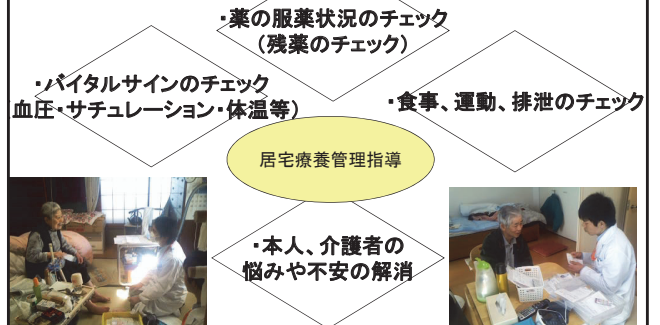 ・薬の服薬状況のチェック
（残薬のチェック）
・バイタルサインのチェック
（血圧・サチュレーション・体温等）
・食事、運動、排泄のチェック
居宅療養管理指導
・本人、介護者の
悩みや不安の解消